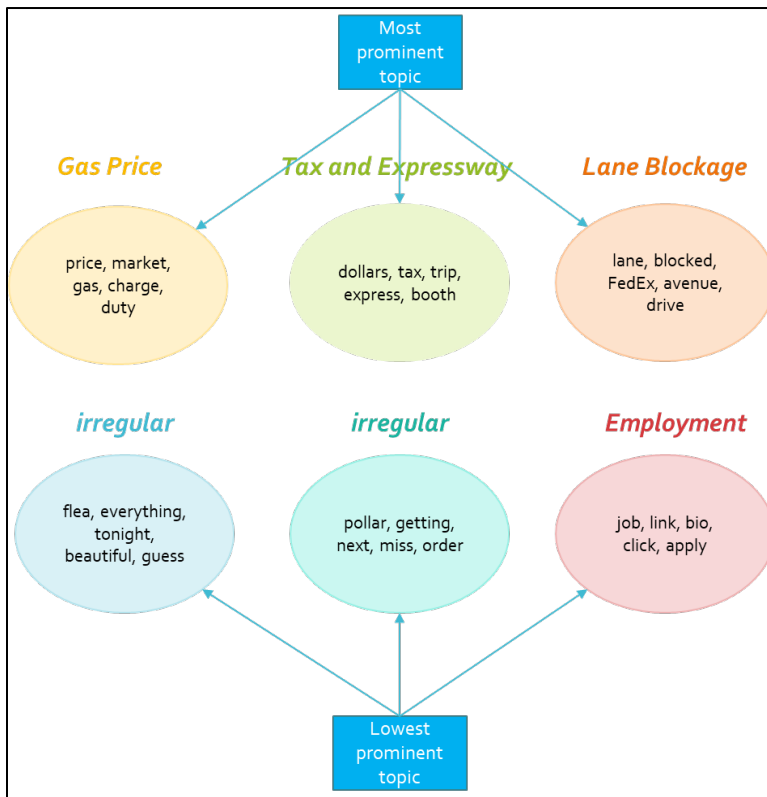 Most
prominent
topic
Gas Price
Tax and Expressway
Lane Blockage
price, market,
gas, charge,
duty
dollars, tax, trip,
express, booth
lane, blocked,
FedEx, avenue,
drive
irregular
irregular
Employment
flea, everything,
tonight,
beautiful, guess
pollar, getting,
next, miss, order
job, link, bio,
click, apply
Lowest
prominent
topic